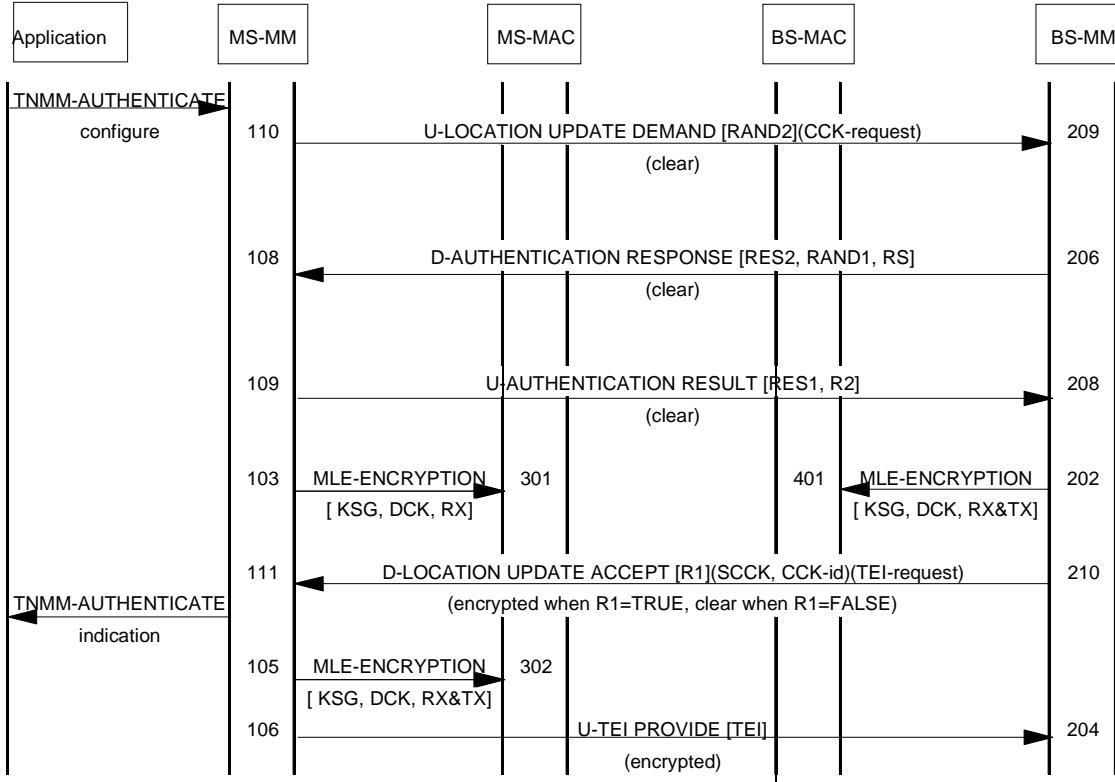 Application
MS-MM
MS-MAC
BS-MAC
BS-MM
TNMM-AUTHENTICATE
configure
110
U-LOCATION UPDATE DEMAND [RAND2](CCK-request)
209
(clear)
108
D-AUTHENTICATION RESPONSE [RES2, RAND1, RS]
206
(clear)
109
U-AUTHENTICATION RESULT [RES1, R2]
208
(clear)
103
MLE-ENCRYPTION
301
401
MLE-ENCRYPTION
202
[ KSG, DCK, RX]
[ KSG, DCK, RX&TX]
111
D-LOCATION UPDATE ACCEPT [R1](SCCK, CCK-id)(TEI-request)
210
TNMM-AUTHENTICATE
(encrypted when R1=TRUE, clear when R1=FALSE)
indication
105
MLE-ENCRYPTION
302
[ KSG, DCK, RX&TX]
106
U-TEI PROVIDE [TEI]
204
(encrypted)